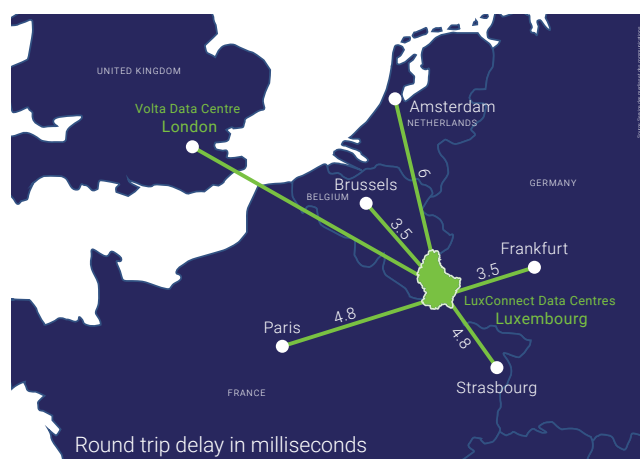 UNITED KINGDOM
Volta Data Centre
London
Amsterdam
NETHERLANDS
6
Brussels
BELGIUM
GERMANY
3.5
Frankfurt
3.5
LuxConnect Data Centres
Luxembourg
Paris
4.8
4.8
Strasbourg
FRANCE
Round trip delay in milliseconds